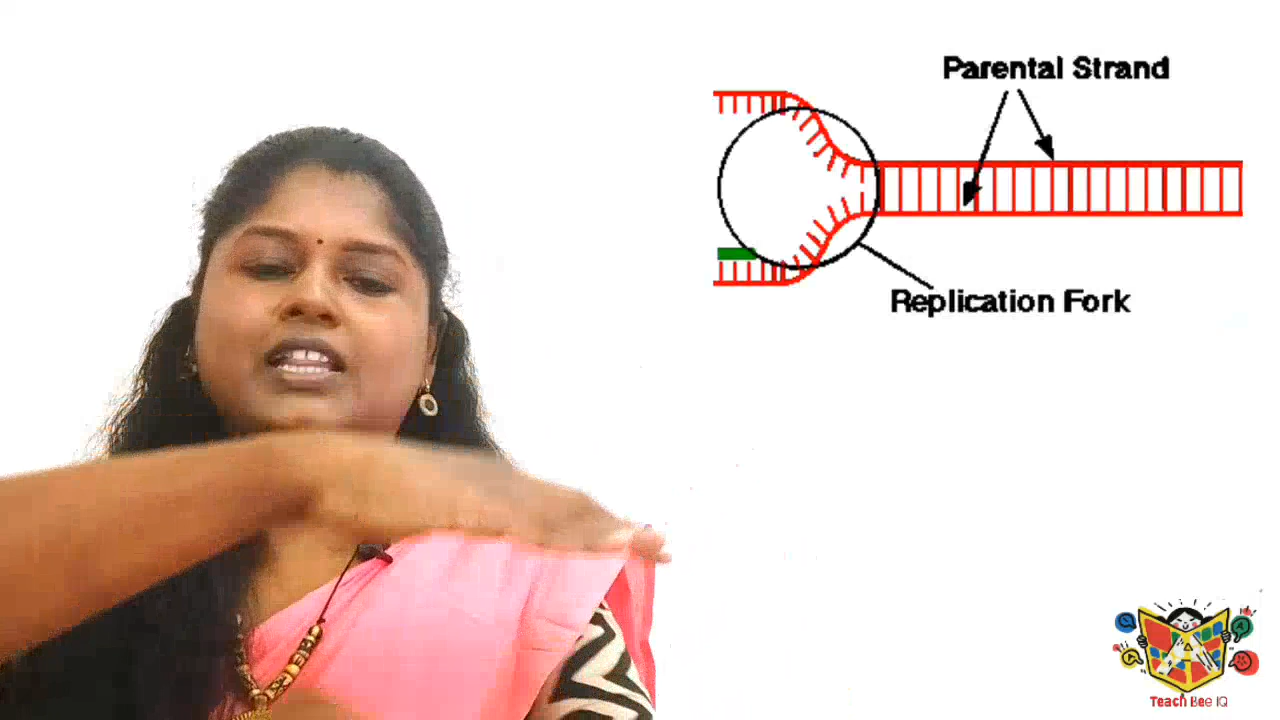 Parental Strand
Replication Fork
Teach Bee IQ